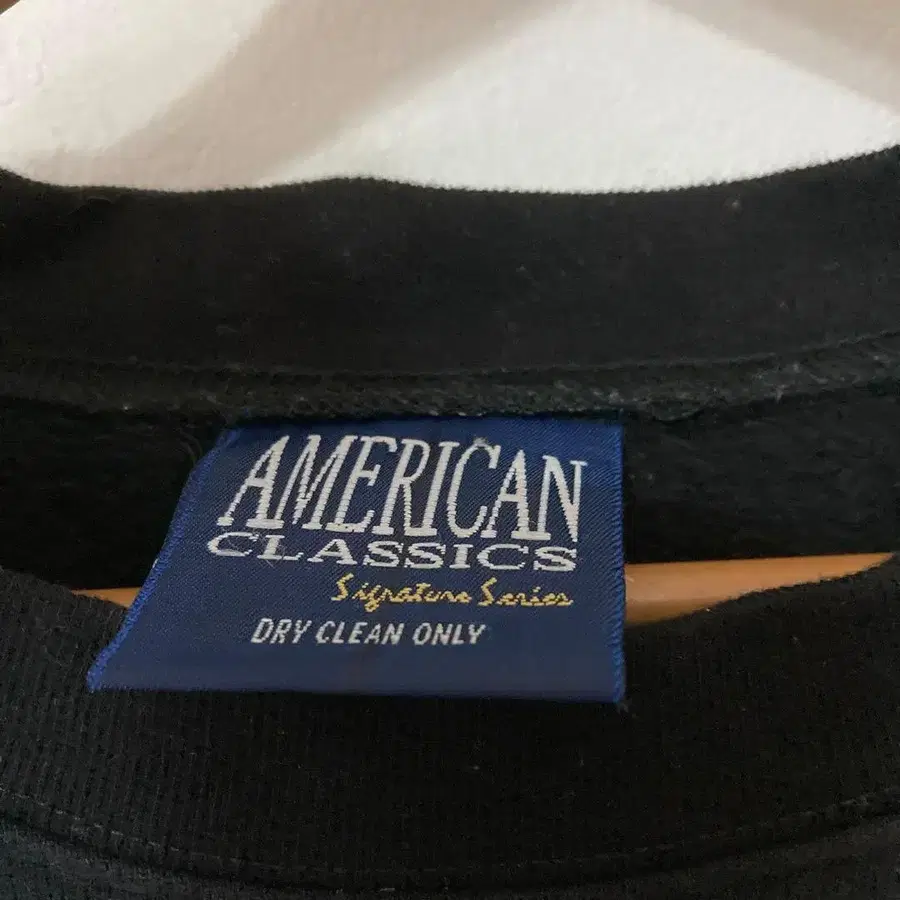 AMERICAN
CLASSICS
Signature Series
DRY CLEAN ONLY